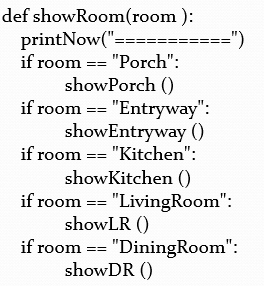 def showRoom(room ):
printNow("===========")
if room == "Porch":
showPorch ()
if room == "Entryway":
showEntryway ()
if room == "Kitchen":
showKitchen ()
if room == "LivingRoom":
showLR ()
if room == "DiningRoom":
showDR ()